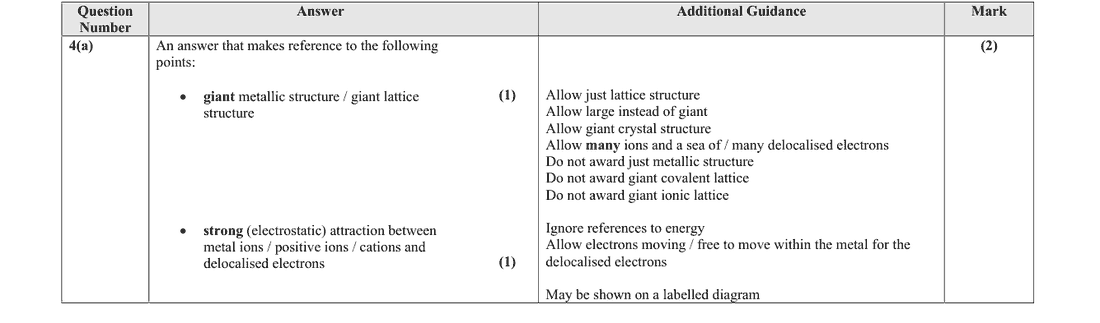 Question Number
Answer
Additional Guidance
Mark
4(a)
An answer that makes reference to the following
points:
(2)
• giant metallic structure / giant lattice
structure
(1)
Allow just lattice structure
Allow large instead of giant
Allow giant crystal structure
Allow many ions and a sea of / many delocalised electrons
Do not award just metallic structure
Do not award giant covalent lattice
Do not award giant ionic lattice
• strong (electrostatic) attraction between
metal ions / positive ions / cations and
delocalised electrons
(1)
Ignore references to energy
Allow electrons moving / free to move within the metal for the
delocalised electrons
May be shown on a labelled diagram